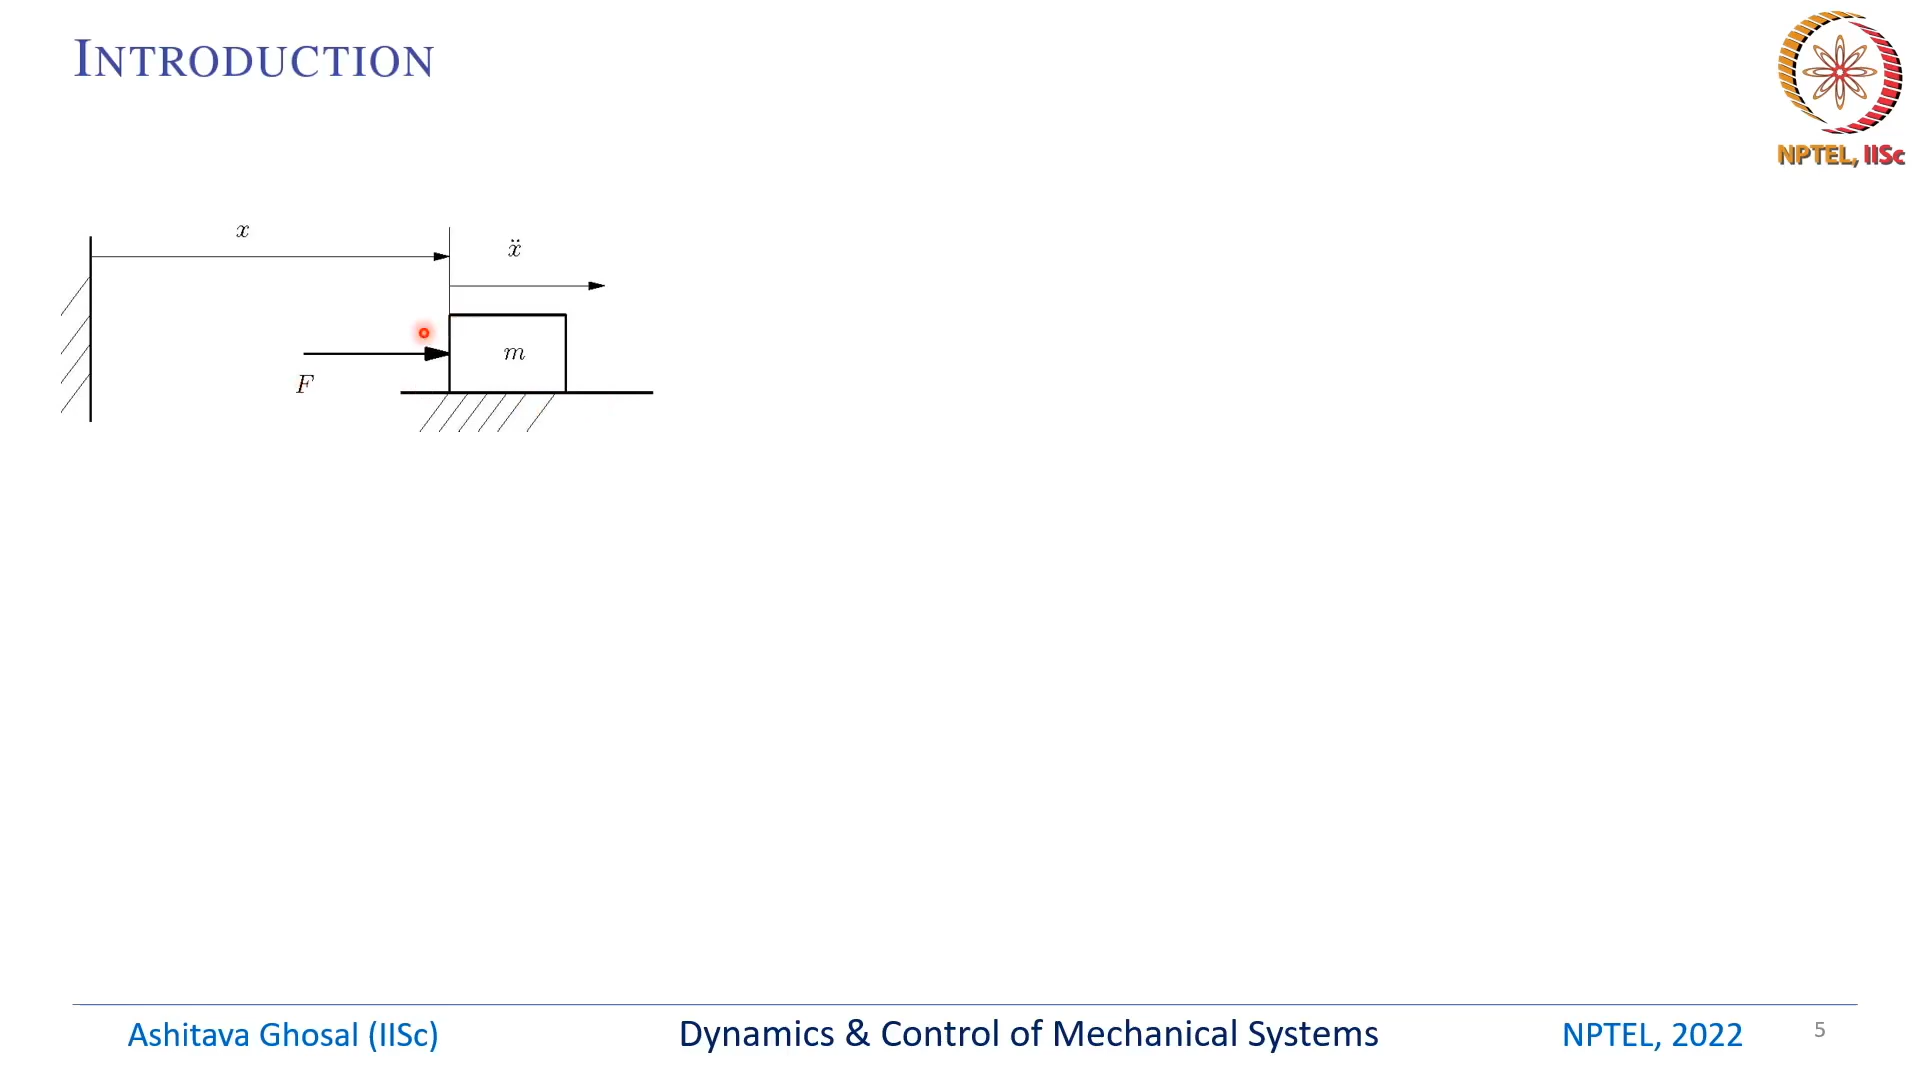 INTRODUCTION
NPTEL, IISc
x
ẍ
m
F
Ashitava Ghosal (IISc) Dynamics & Control of Mechanical Systems NPTEL, 2022 5